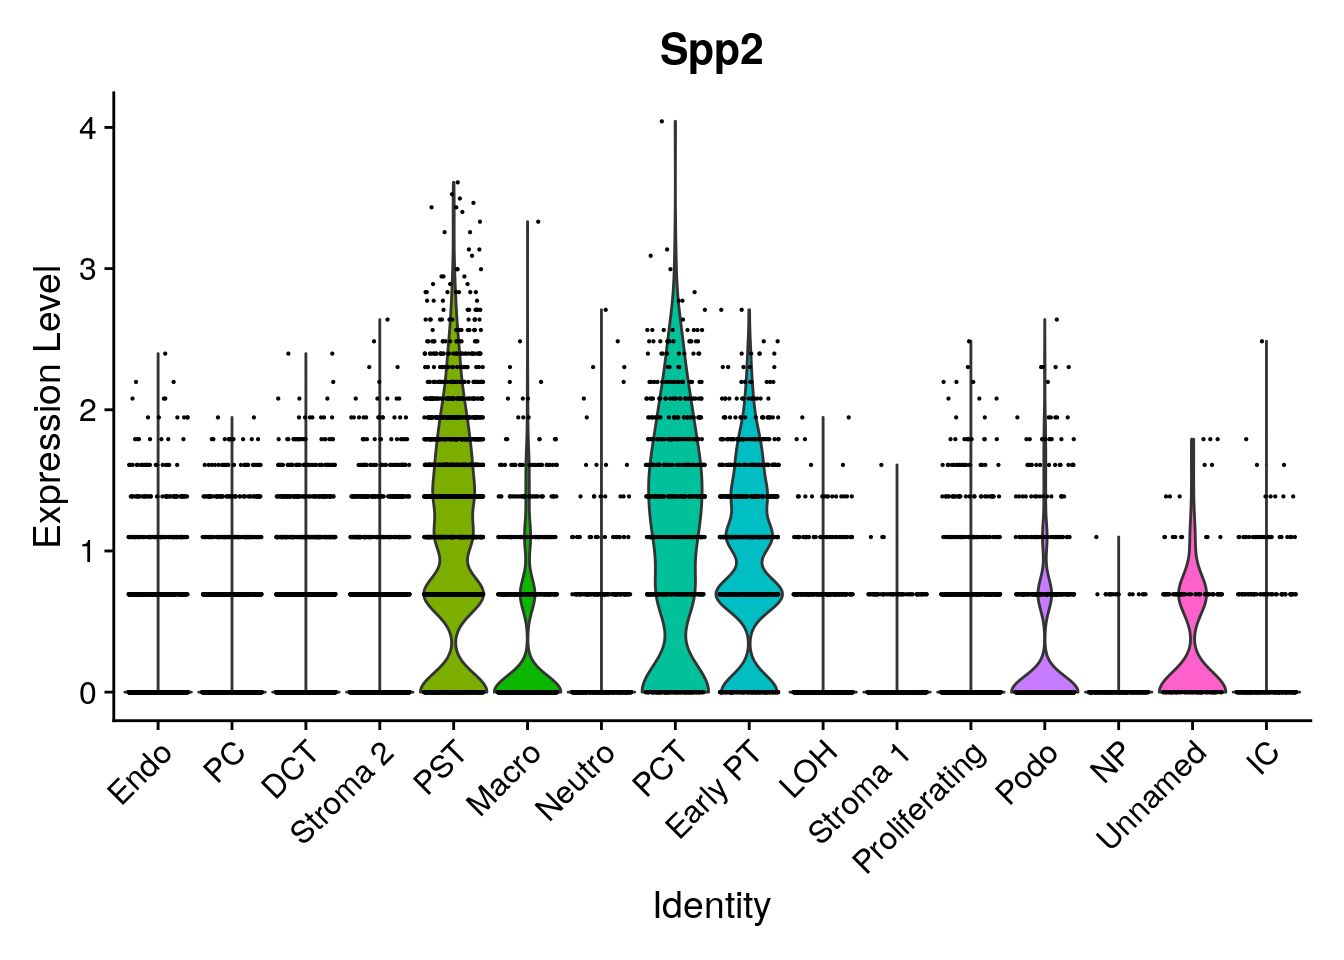 Spp2
Expression Level
4
3
2
1
0
Endo
PC
DCT
Stroma 2
PST
Macro
Neutro
PCT
Early PT
LOH
Stroma 1
Proliferating
Podo
NP
Unnamed
IC
Identity